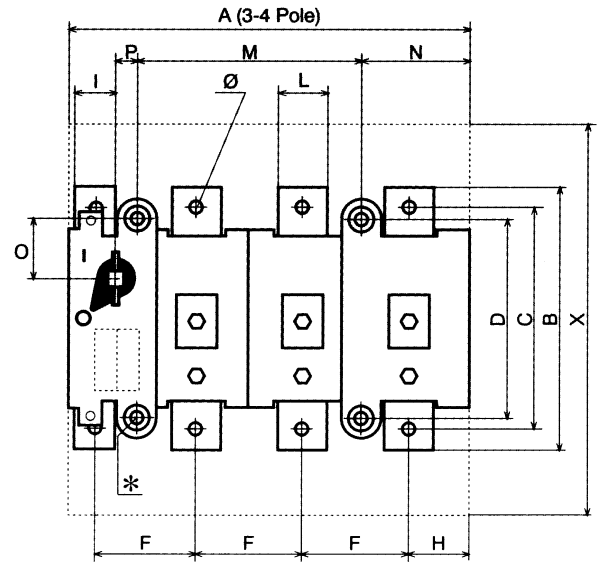 A (3-4 Pole)
P M N
I Ø L
O I
D C B X
*
F F F H